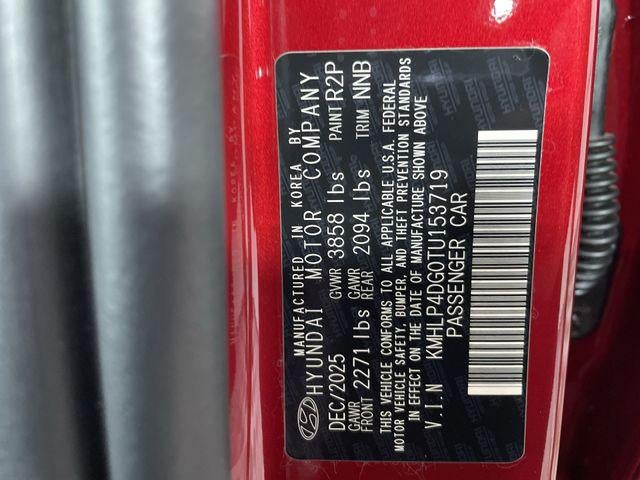 MANUFACTURED IN KOREA BY
HYUNDAI MOTOR COMPANY
DEC/2025 GVWR 3858 lbs PAINT R2P
GAWR FRONT 2271 lbs GAWR REAR 2094 lbs TRIM NNB
THIS VEHICLE CONFORMS TO ALL APPLICABLE U.S.A. FEDERAL
MOTOR VEHICLE SAFETY, BUMPER, AND THEFT PREVENTION STANDARDS
IN EFFECT ON THE DATE OF MANUFACTURE SHOWN ABOVE
V.I.N KMHLP4DG0TU153719
PASSENGER CAR